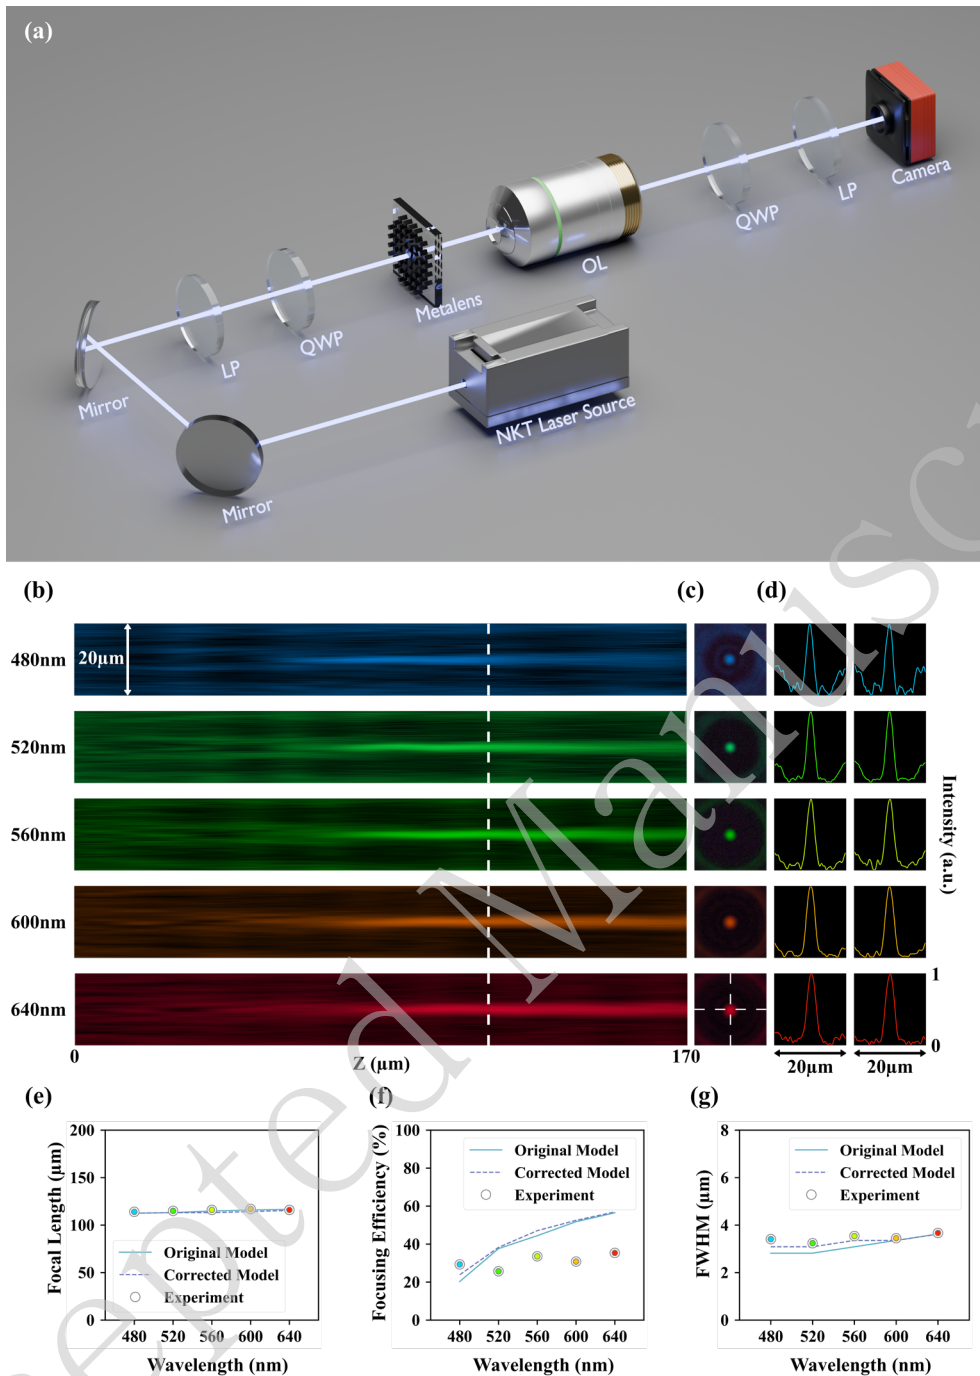 (a)
Camera
LP
QWP
OL
Metalens
QWP
LP
Mirror
NKT Laser Source
Mirror
(b)
(c)
(d)
480nm
20μm
520nm
560nm
600nm
640nm
Intensity (a.u.)
1
0
0
Z (μm)
170
20μm
20μm
(e)
Focal Length (μm)
200
150
100
50
0
Original Model
Corrected Model
Experiment
480 520 560 600 640
Wavelength (nm)
(f)
Focusing Efficiency (%)
100
80
60
40
20
0
Original Model
Corrected Model
Experiment
480 520 560 600 640
Wavelength (nm)
(g)
FWHM (μm)
8
6
4
2
0
Original Model
Corrected Model
Experiment
480 520 560 600 640
Wavelength (nm)
epted Manusc